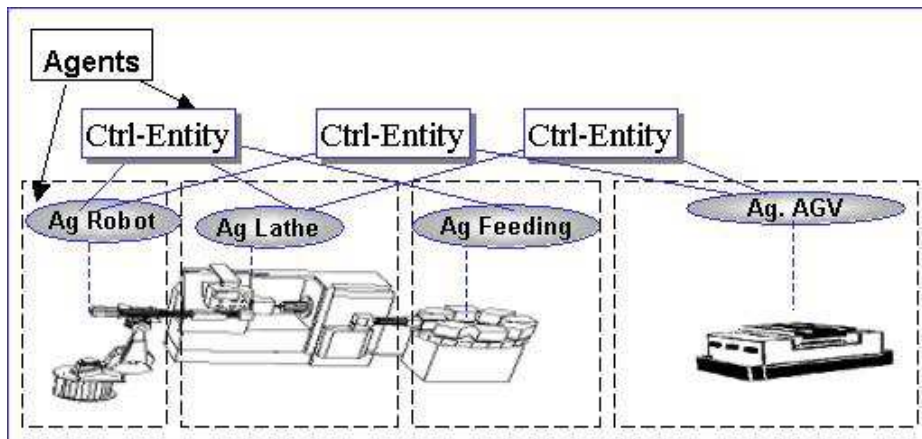 Agents
Ctrl-Entity
Ctrl-Entity
Ctrl-Entity
Ag Robot
Ag Lathe
Ag Feeding
Ag. AGV